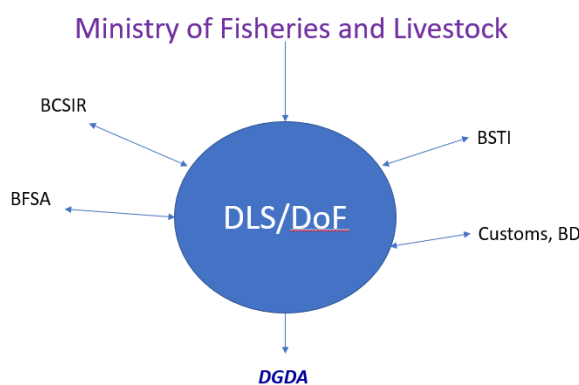 Ministry of Fisheries and Livestock
BCSIR
BSTI
BFSA
DLS/DoF
Customs, BD
DGDA